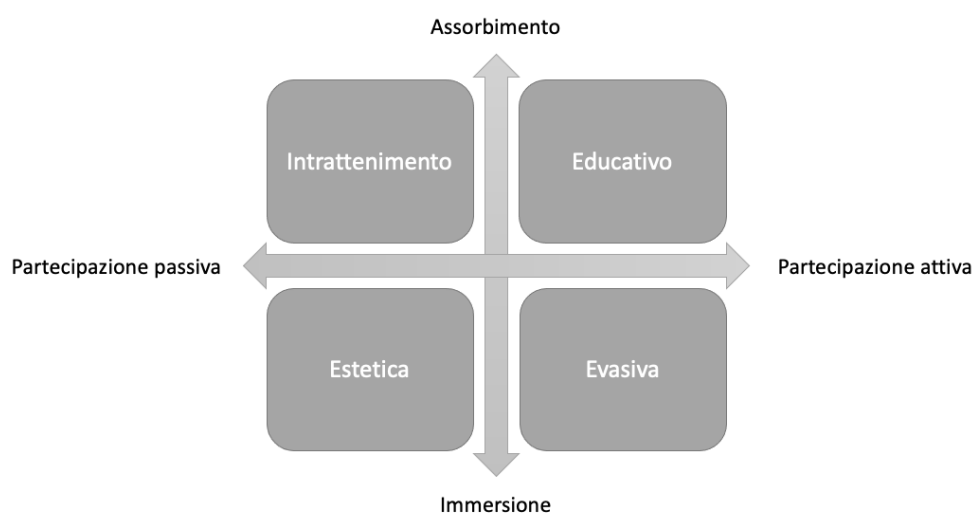 Assorbimento
Intrattenimento
Educativo
Partecipazione passiva
Partecipazione attiva
Estetica
Evasiva
Immersione